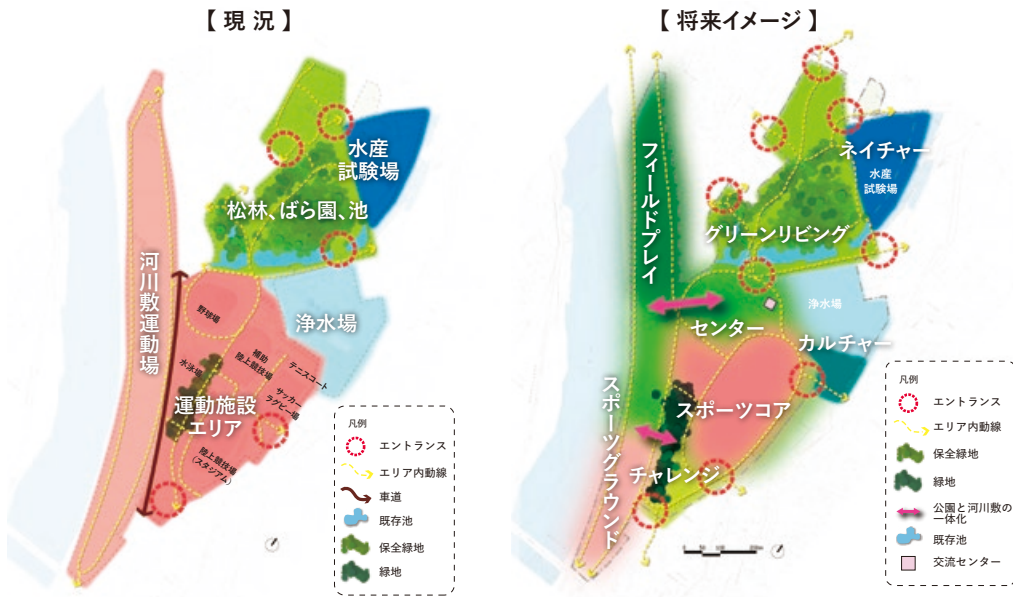 【 現 況 】
水産
試験場
松林、ばら園、池
河川敷運動場
野球場
浄水場
水泳場
補助
陸上競技場
テニスコート
サッカー
ラグビー場
運動施設
エリア
陸上競技場
(スタジアム)
凡例
エントランス
エリア内動線
車道
既存池
保全緑地
緑地
【 将来イメージ 】
フィールドプレイ
ネイチャー
水産
試験場
グリーンリビング
浄水場
センター
カルチャー
スポーツコア
スポーツグラウンド
チャレンジ
凡例
エントランス
エリア内動線
保全緑地
緑地
公園と河川敷の
一体化
既存池
交流センター